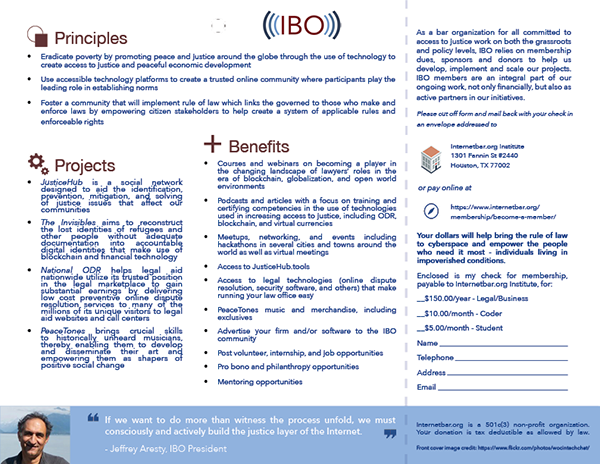 IBO
Principles
• Eradicate poverty by promoting peace and justice around the globe through the use of technology to
create access to justice and peaceful economic development
• Use accessible technology platforms to create a trusted online community where participants play the
leading role in establishing norms
• Foster a community that will implement rule of law which links the governed to those who make and
enforce laws by empowering citizen stakeholders to help create a system of applicable rules and
enforceable rights
Projects
• JusticeHub is a social network
designed to aid the identification,
prevention, mitigation, and solving
of justice issues that affect our
communities
• The Invisibles aims to reconstruct
the lost identities of refugees and
other people without adequate
documentation into accountable
digital identities that make use of
blockchain and financial technology
• National ODR helps legal aid
nationwide utilize its trusted position
in the legal marketplace to gain
substantial earnings by delivering
low cost preventive online dispute
resolution services to many of the
millions of its unique visitors to legal
aid websites and call centers
• PeaceTones brings crucial skills
to historically unheard musicians,
thereby enabling them to develop
and disseminate their art and
empowering them as shapers of
positive social change
Benefits
• Courses and webinars on becoming a player in
the changing landscape of lawyers' roles in the
era of blockchain, globalization, and open world
environments
• Podcasts and articles with a focus on training and
certifying competencies in the use of technologies
used in increasing access to justice, including ODR,
blockchain, and virtual currencies
• Meetups, networking, and events including
hackathons in several cities and towns around the
world as well as virtual meetings
• Access to JusticeHub.tools
• Access to legal technologies (online dispute
resolution, security software, and others) that make
running your law office easy
• PeaceTones music and merchandise, including
exclusives
• Advertise your firm and/or software to the IBO
community
• Post volunteer, internship, and job opportunities
• Pro bono and philanthropy opportunities
• Mentoring opportunities
As a bar organization for all committed to
access to justice work on both the grassroots
and policy levels, IBO relies on membership
dues, sponsors and donors to help us
develop, implement and scale our projects.
IBO members are an integral part of our
ongoing work, not only financially, but also as
active partners in our initiatives.
Please cut off form and mail back with your check in
an envelope addressed to
Internetbar.org Institute
1301 Fannin St #2440
Houston, TX 77002
or pay online at
https://www.internetbar.org/
membership/become-a-member/
Your dollars will help bring the rule of law
to cyberspace and empower the people
who need it most - individuals living in
impoverished conditions.
Enclosed is my check for membership,
payable to Internetbar.org Institute, for:
__$150.00/year - Legal/Business
__$10.00/month - Coder
__$5.00/month - Student
Name
Telephone
Address
Email
“ If we want to do more than witness the process unfold, we must
consciously and actively build the justice layer of the Internet. ”
- Jeffrey Aresty, IBO President
Internetbar.org is a 501c(3) non-profit organization.
Your donation is tax deductible as allowed by law.
Front cover image credit: https://www.flickr.com/photos/wocintechchat/